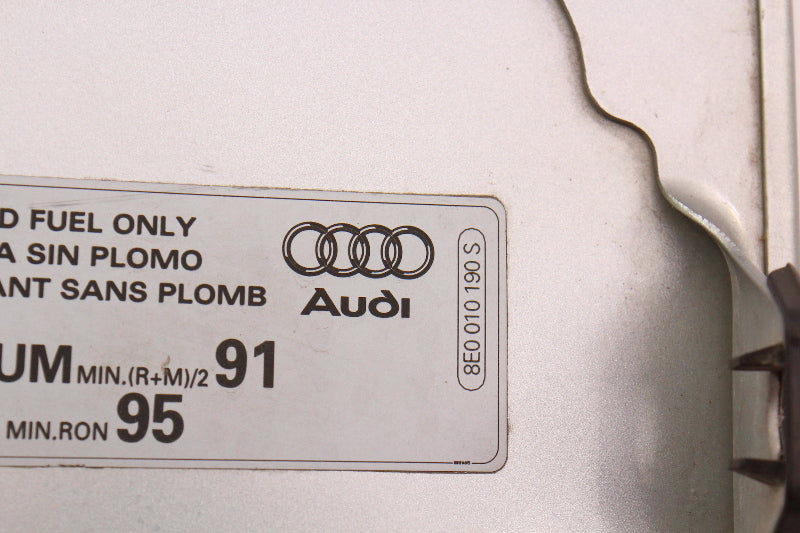 D FUEL ONLY
A SIN PLOMO
ANT SANS PLOMB
Audi
UM MIN.(R+M)/2 91
MIN.RON 95
8E0 010 190 S